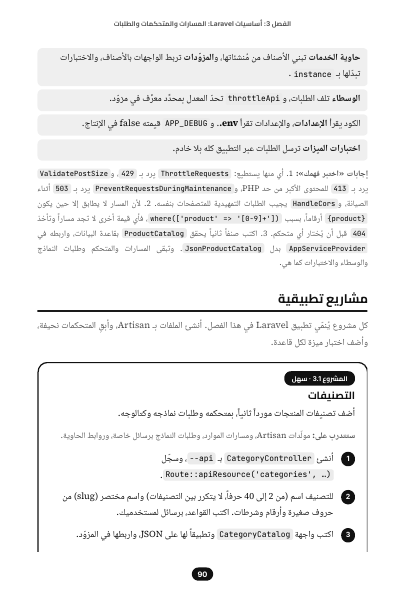 الفصل 3: أساسيات Laravel: المسارات والمتحكمات والطلبات
حاوية الخدمات تبني الأصناف من مُنشئاتها، والمزوّدات تربط الواجهات بالأصناف، والاختبارات
تبدّلها بـ instance .
الوسطاء تلف الطلبات، و throttleApi تحدّ المعدل بمحدِّد معرَّف في مزوّد.
الكود يقرأ الإعدادات، والإعدادات تقرأ .env، و APP_DEBUG قيمته false في الإنتاج.
اختبارات الميزات ترسل الطلبات عبر التطبيق كله بلا خادم.
إجابات «اختبر فهمك»: 1. أي منها يستطيع: ThrottleRequests يرد بـ 429 ، و ValidatePostSize
يرد بـ 413 للمحتوى الأكبر من حد PHP، و PreventRequestsDuringMaintenance يرد بـ 503 أثناء
الصيانة، و HandleCors يجيب الطلبات التمهيدية للمتصفحات بنفسه. 2. لأن المسار لا يطابق إلا حين يكون
{product} أرقاماً، بسبب where(['product' => '[0-9]+']) ، فأي قيمة أخرى لا تجد مساراً وتأخذ
404 قبل أن يُختار أي متحكم. 3. اكتب صنفاً ثانياً يحقق ProductCatalog بقاعدة البيانات، واربطه في
AppServiceProvider بدل JsonProductCatalog . وتبقى المسارات والمتحكم وطلبات النماذج
والوسطاء والاختبارات كما هي.
مشاريع تطبيقية
كل مشروع يُنمّي تطبيق Laravel في هذا الفصل. أنشئ الملفات بـ Artisan، وأبقِ المتحكمات نحيفة،
وأضف اختبار ميزة لكل قاعدة.
المشروع 3.1 · سهل
التصنيفات
أضف تصنيفات المنتجات مورداً ثانياً، بمتحكمه وطلبات نماذجه وكتالوجه.
ستتدرب على: مولّدات Artisan، ومسارات الموارد، وطلبات النماذج برسائل خاصة، وروابط الحاوية.
1 أنشئ CategoryController بـ --api ، وسجّل
Route::apiResource('categories', …) .
2 للتصنيف اسم (من 2 إلى 40 حرفاً، لا يتكرر بين التصنيفات) واسم مختصر (slug) من
حروف صغيرة وأرقام وشرطات. اكتب القواعد، برسائل لمستخدميك.
3 اكتب واجهة CategoryCatalog وتطبيقاً لها على JSON، واربطها في المزوّد.
90